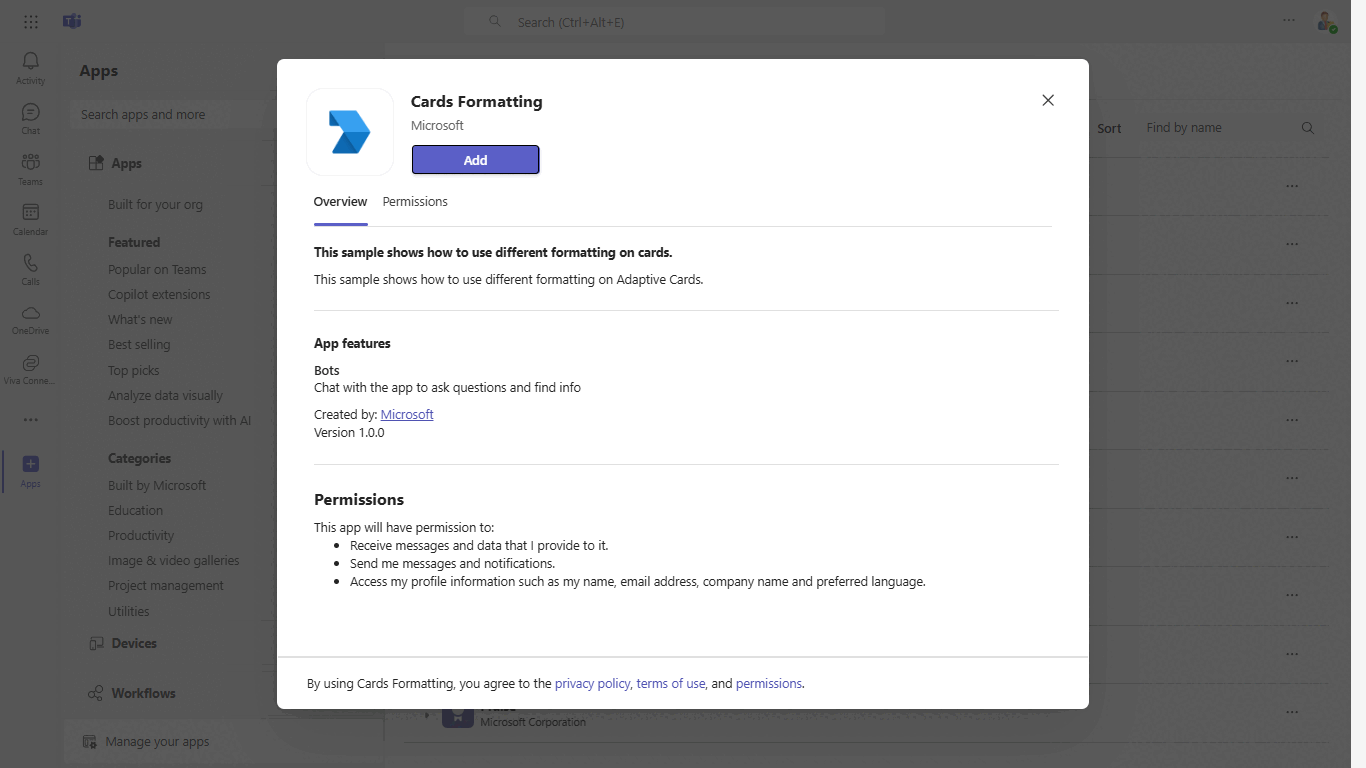 Search (Ctrl+Alt+E)
Activity
Chat
Teams
Calendar
Calls
OneDrive
Viva Conne...
Apps
Apps
Search apps and more
Apps
Built for your org
Featured
Popular on Teams
Copilot extensions
What's new
Best selling
Top picks
Analyze data visually
Boost productivity with AI
Categories
Built by Microsoft
Education
Productivity
Image & video galleries
Project management
Utilities
Devices
Workflows
Manage your apps
Sort
Find by name
Cards Formatting
Microsoft
Add
Overview Permissions
This sample shows how to use different formatting on cards.
This sample shows how to use different formatting on Adaptive Cards.
App features
Bots
Chat with the app to ask questions and find info
Created by: Microsoft
Version 1.0.0
Permissions
This app will have permission to:
• Receive messages and data that I provide to it.
• Send me messages and notifications.
• Access my profile information such as my name, email address, company name and preferred language.
By using Cards Formatting, you agree to the privacy policy, terms of use, and permissions.
Microsoft Corporation